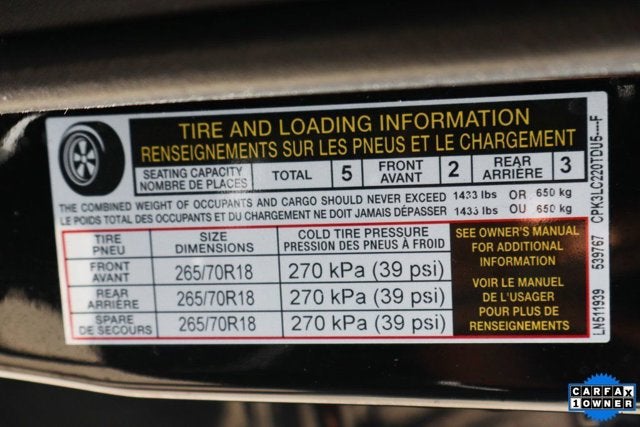 TIRE AND LOADING INFORMATION
RENSEIGNEMENTS SUR LES PNEUS ET LE CHARGEMENT
SEATING CAPACITY
NOMBRE DE PLACES
TOTAL 5
FRONT
AVANT
2
REAR
ARRIÈRE
3
THE COMBINED WEIGHT OF OCCUPANTS AND CARGO SHOULD NEVER EXCEED 1433 lbs OR 650 kg
LE POIDS TOTAL DES OCCUPANTS ET DU CHARGEMENT NE DOIT JAMAIS DÉPASSER 1433 lbs OU 650 kg
TIRE
PNEU
SIZE
DIMENSIONS
COLD TIRE PRESSURE
PRESSION DES PNEUS À FROID
FRONT
AVANT
265/70R18 270 kPa (39 psi)
REAR
ARRIÈRE
265/70R18 270 kPa (39 psi)
SPARE
DE SECOURS
265/70R18 270 kPa (39 psi)
SEE OWNER'S MANUAL
FOR ADDITIONAL
INFORMATION
VOIR LE MANUEL
DE L'USAGER
POUR PLUS DE
RENSEIGNEMENTS
LN511939 539767 CPK3LC220TDU5----F
CARFAX
1 OWNER